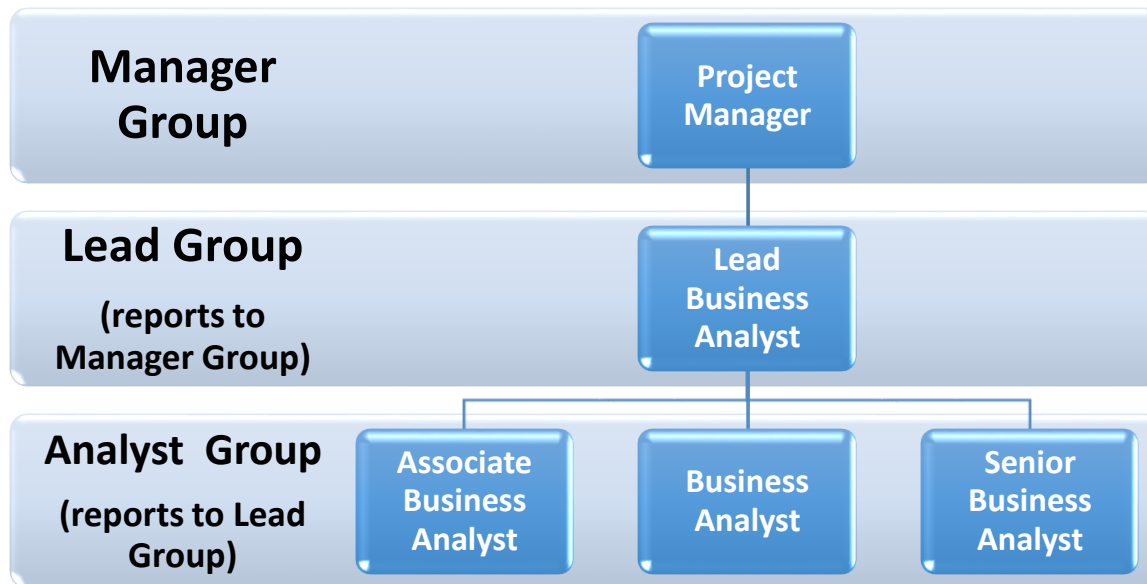 Manager
Group
Project
Manager
Lead Group
(reports to
Manager Group)
Lead
Business
Analyst
Analyst  Group
(reports to Lead
Group)
Associate
Business
Analyst
Business
Analyst
Senior
Business
Analyst